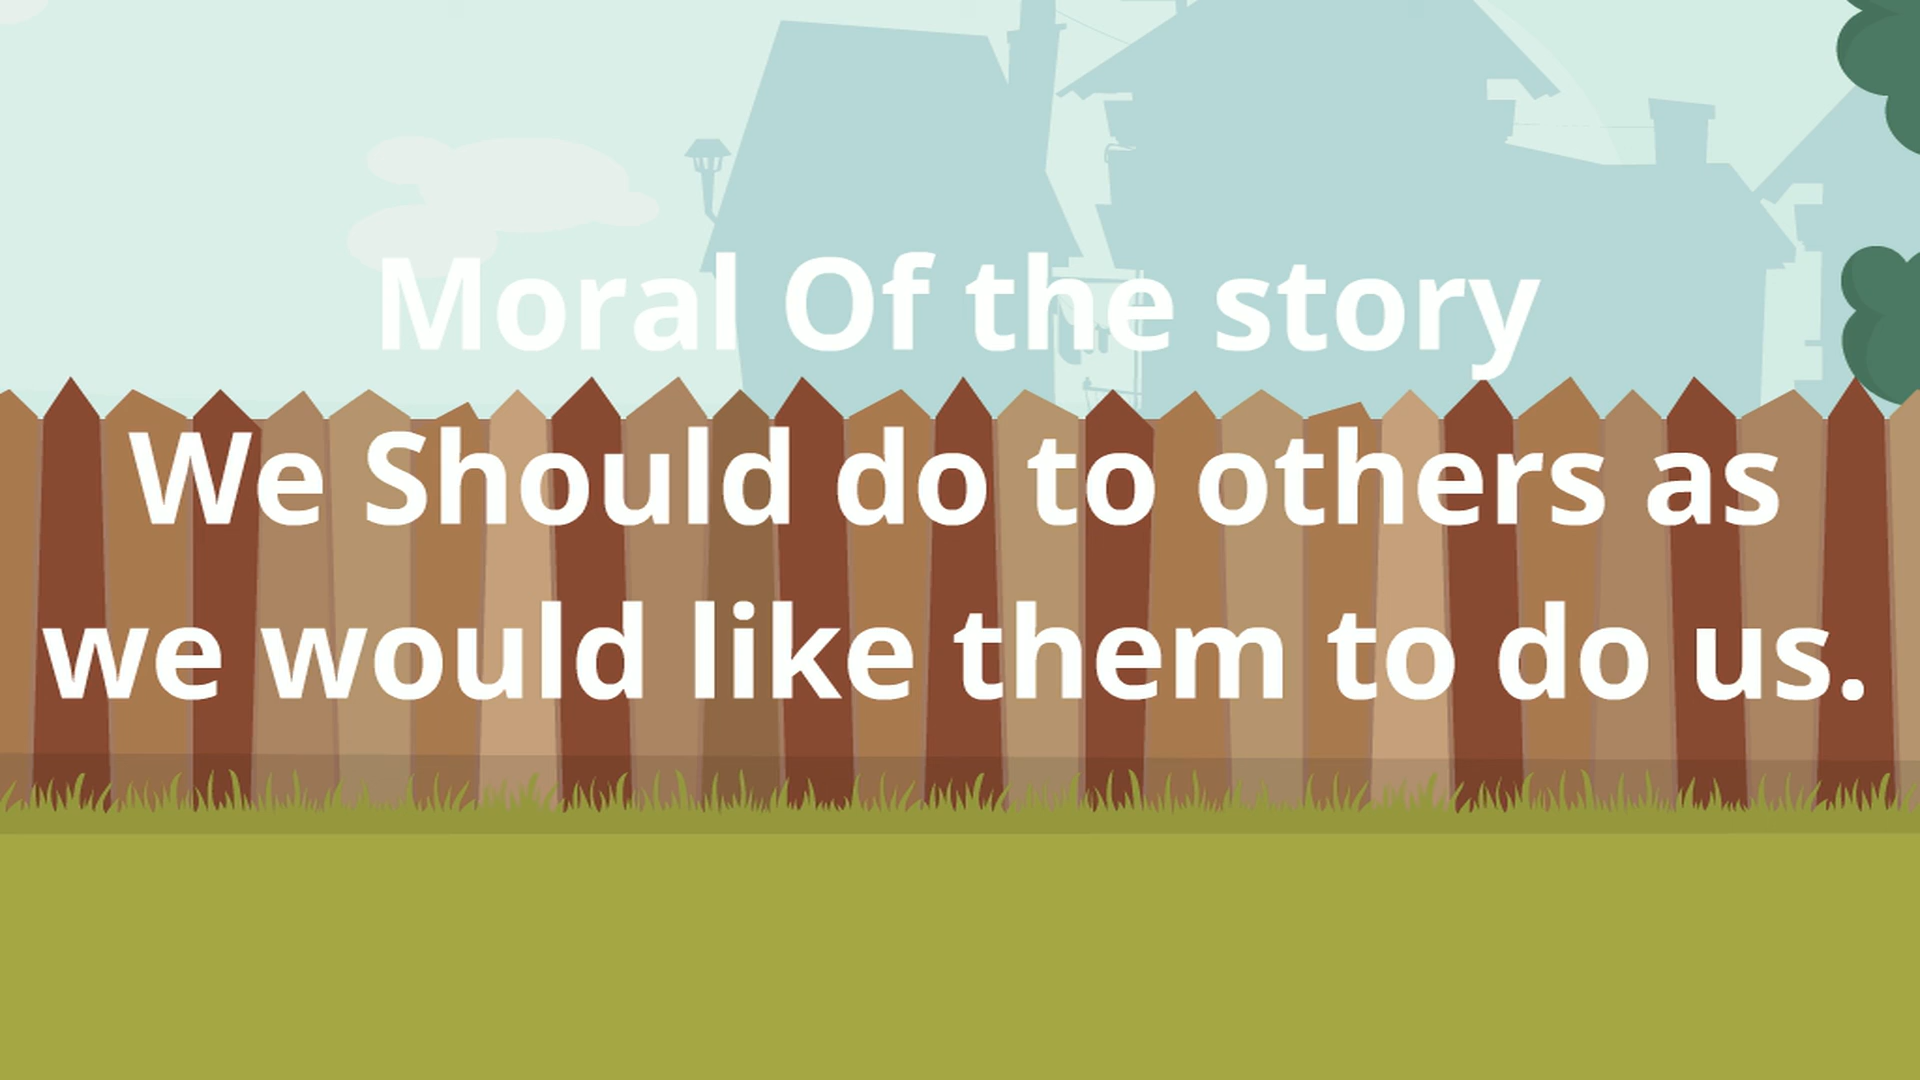 Moral Of the story
We Should do to others as
we would like them to do us.